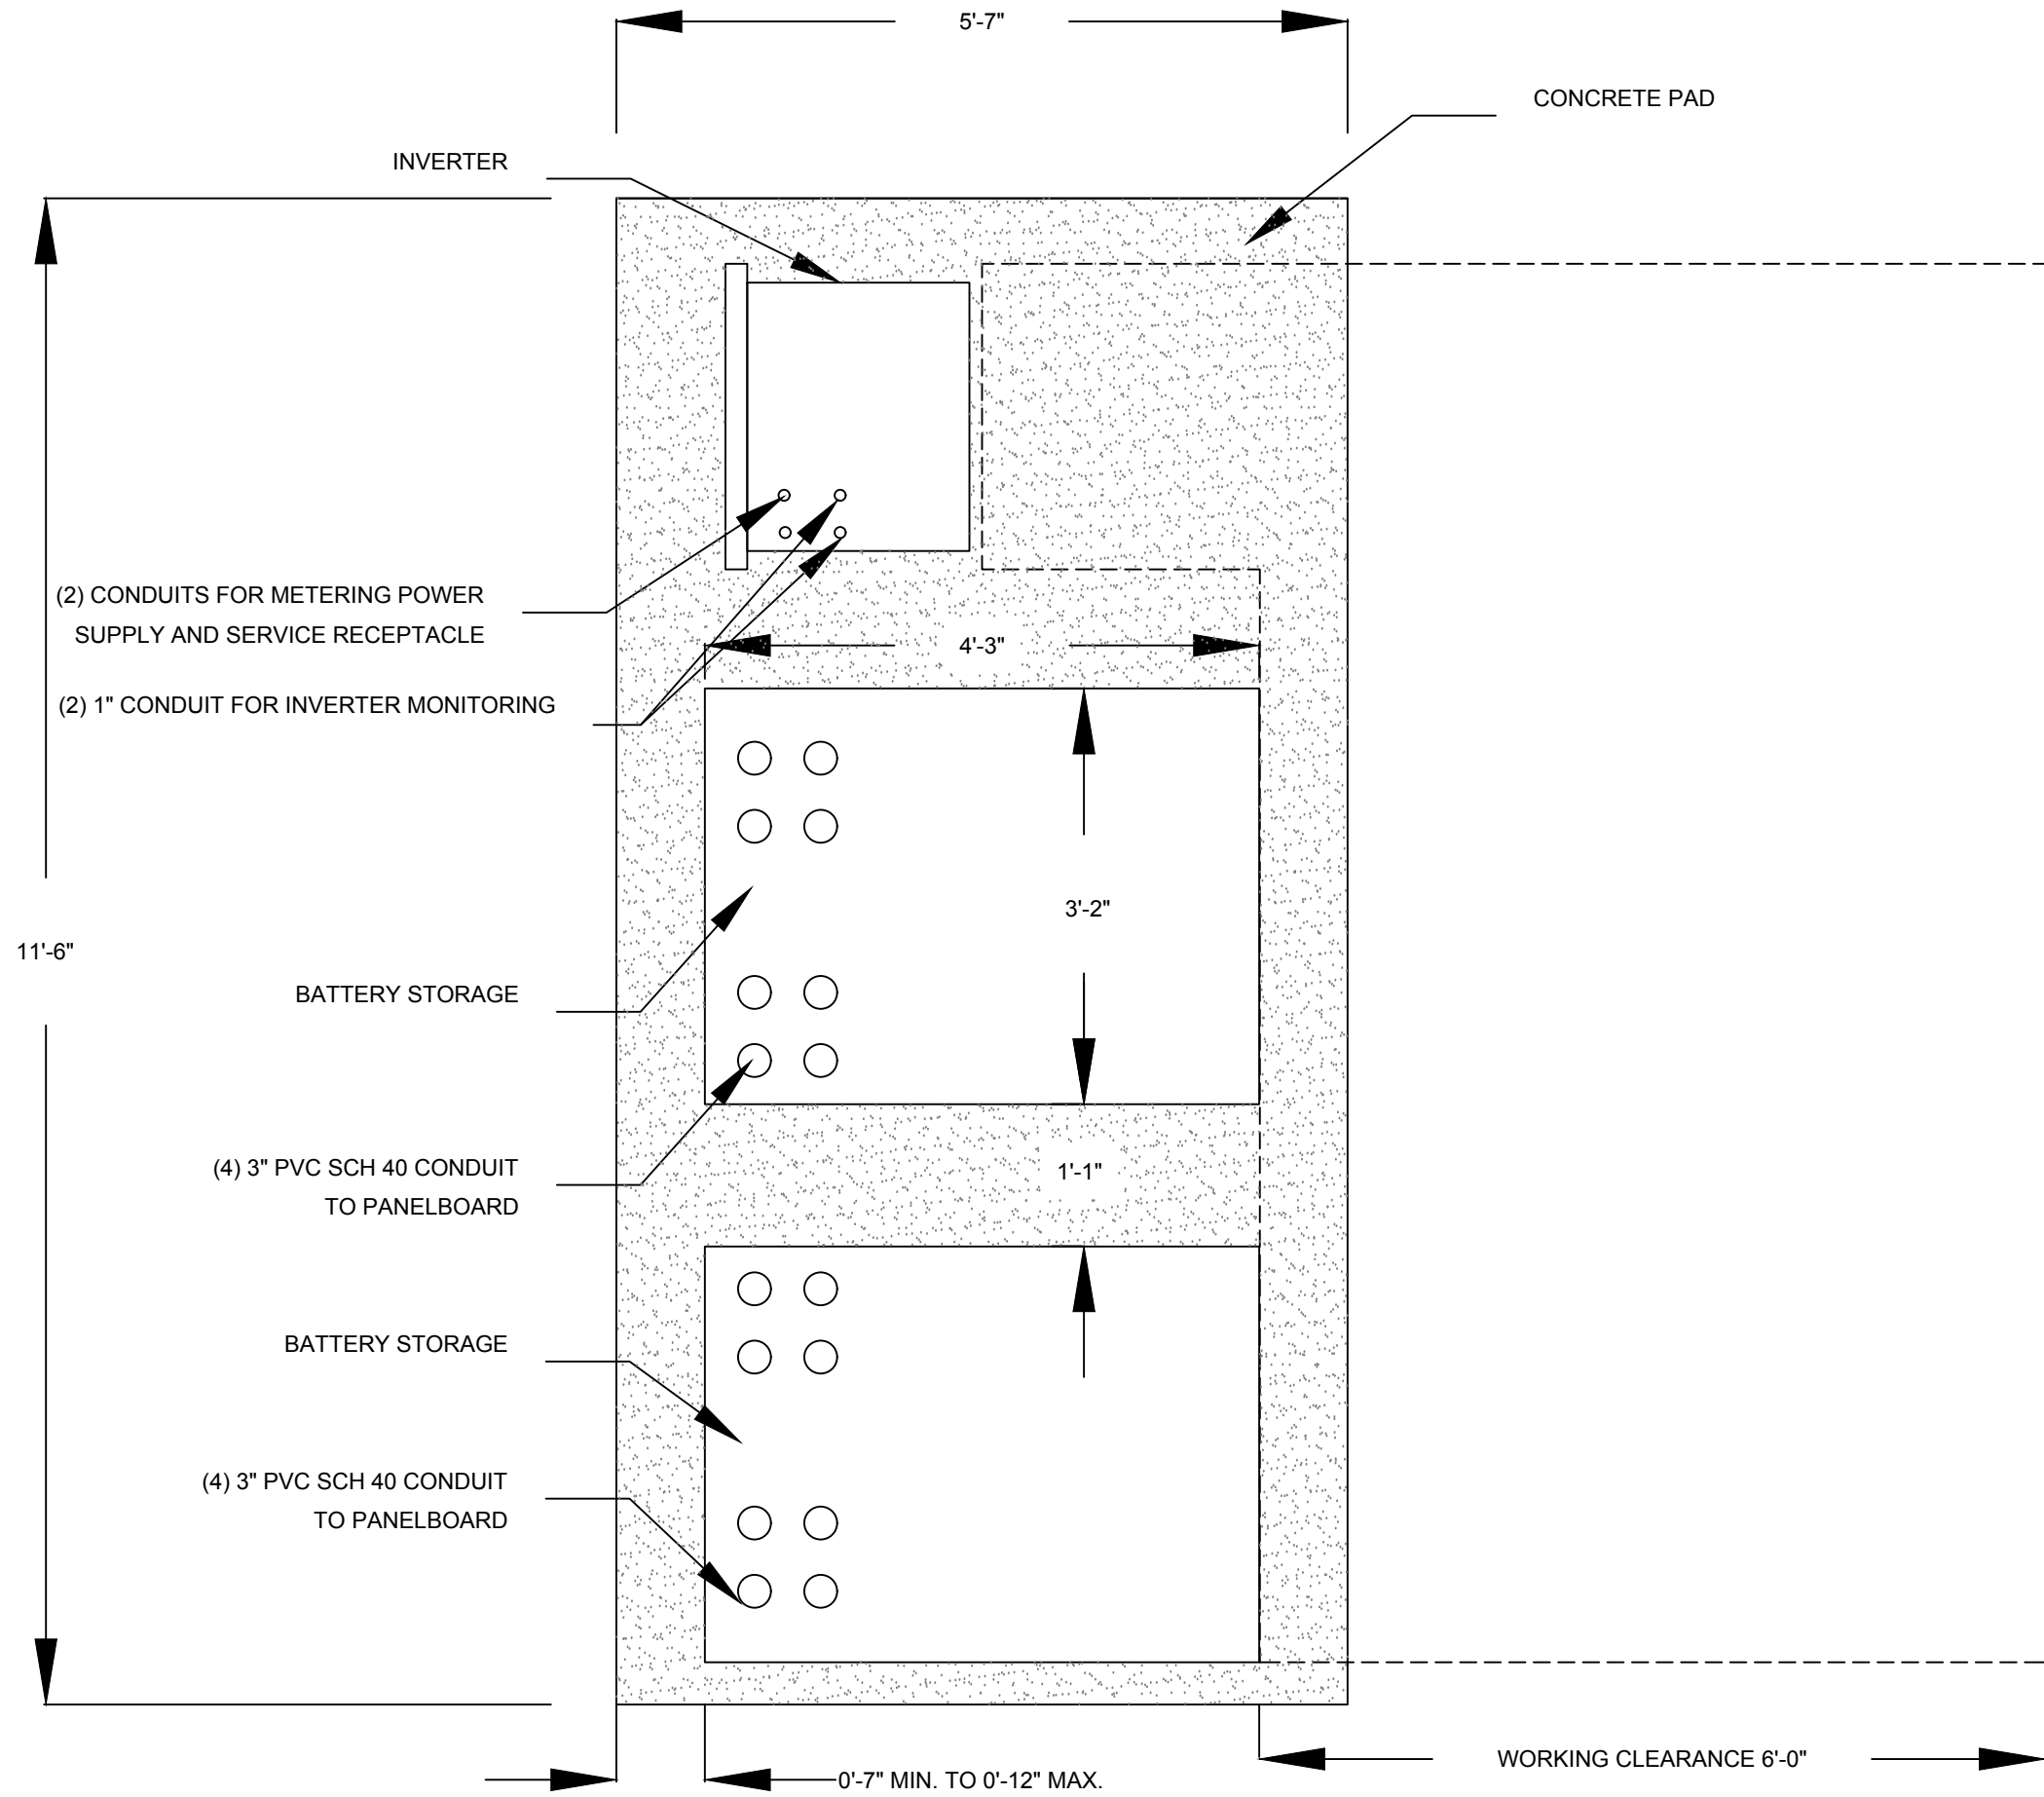 5'-7"
CONCRETE PAD
INVERTER
(2) CONDUITS FOR METERING POWER
SUPPLY AND SERVICE RECEPTACLE
4'-3"
(2) 1" CONDUIT FOR INVERTER MONITORING
3'-2"
11'-6"
BATTERY STORAGE
(4) 3" PVC SCH 40 CONDUIT
TO PANELBOARD
1'-1"
BATTERY STORAGE
(4) 3" PVC SCH 40 CONDUIT
TO PANELBOARD
WORKING CLEARANCE 6'-0"
0'-7" MIN. TO 0'-12" MAX.